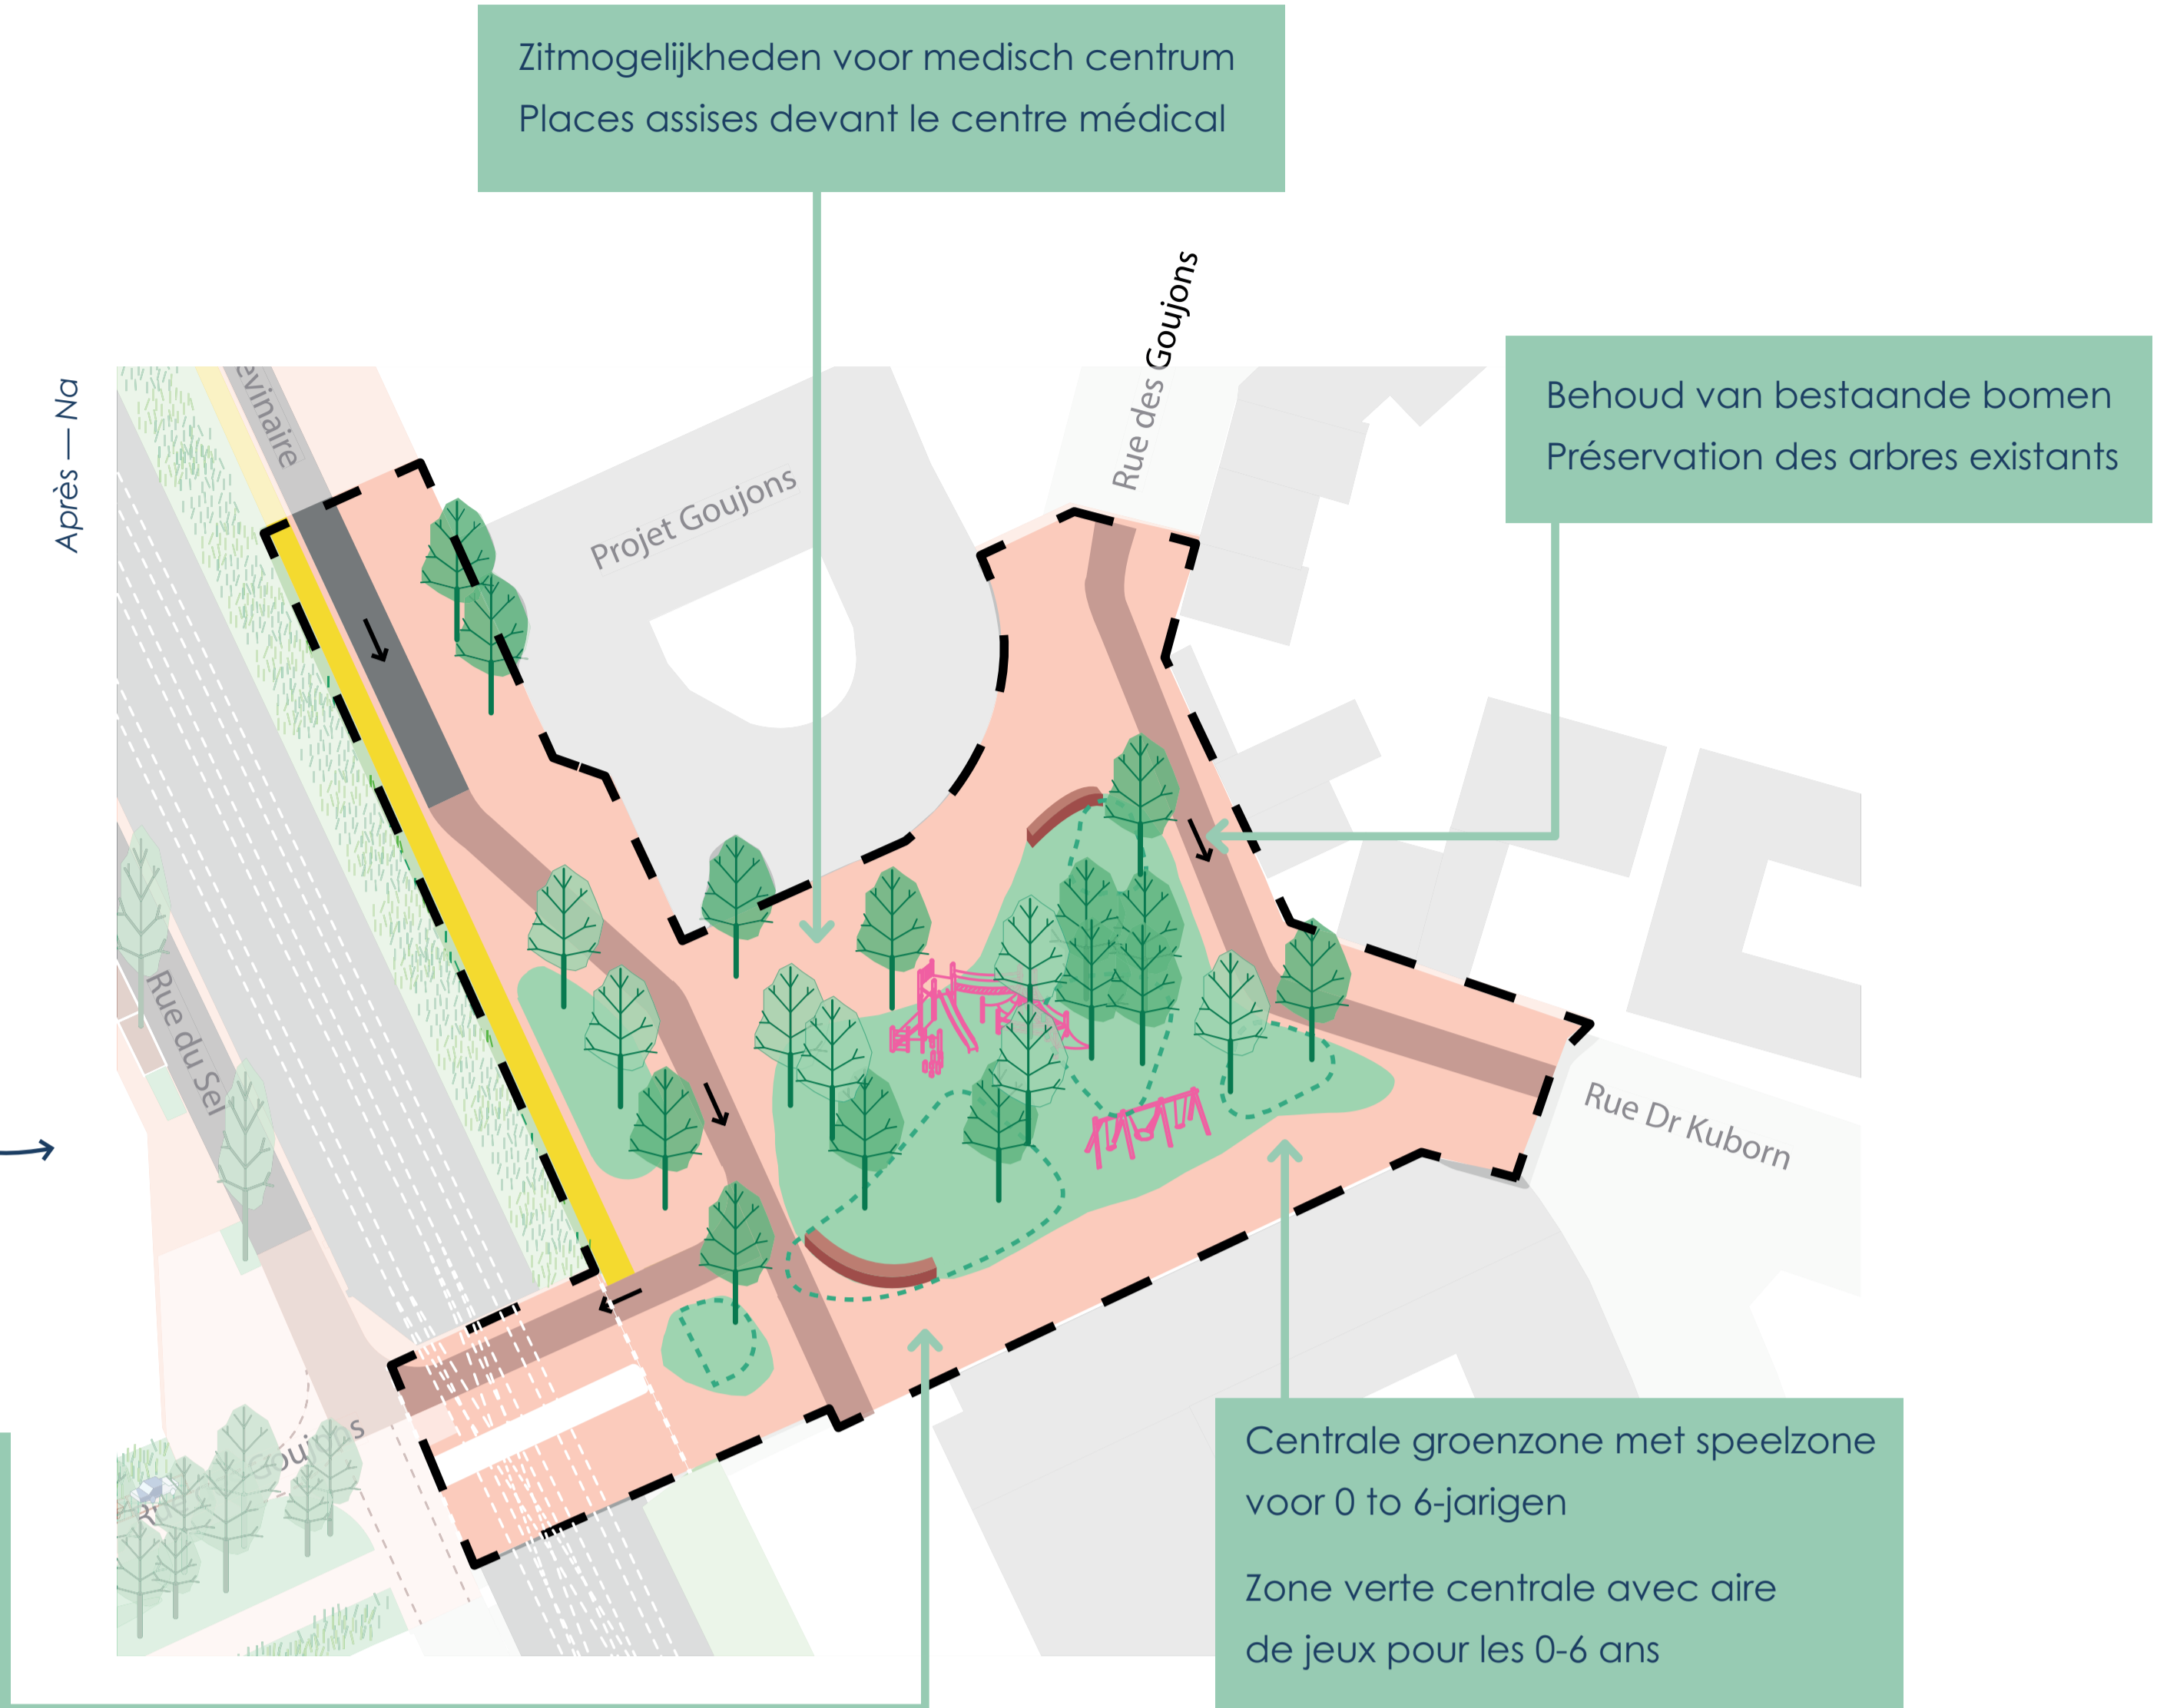 Zitmogelijkheden voor medisch centrum
Places assises devant le centre médical
Après — Na
Behoud van bestaande bomen
Préservation des arbres existants
Rue des Goujons
Projet Goujons
Rue du Sel
Rue Dr Kuborn
Centrale groenzone met speelzone
voor 0 to 6-jarigen
Zone verte centrale avec aire
de jeux pour les 0-6 ans